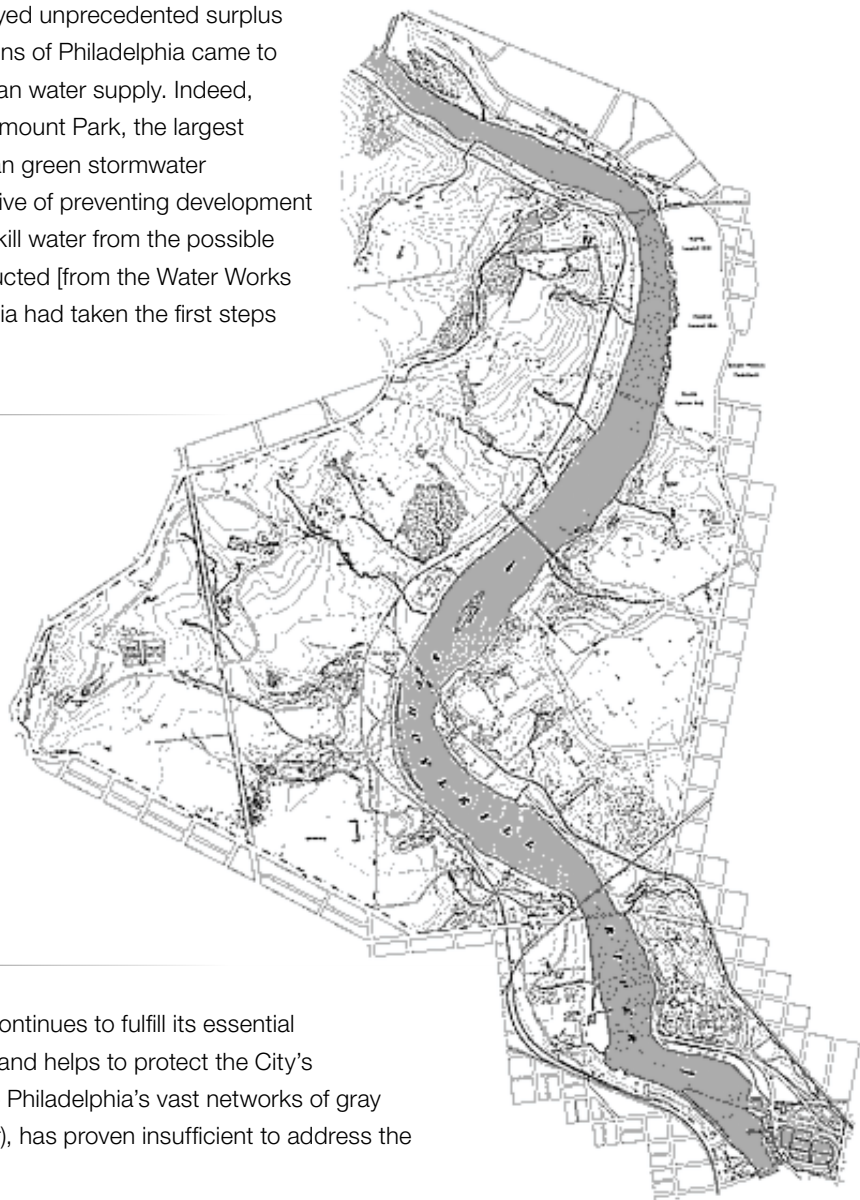 yed unprecedented surplus
ns of Philadelphia came to
an water supply. Indeed,
mount Park, the largest
an green stormwater
ive of preventing development
kill water from the possible
ucted [from the Water Works
ia had taken the first steps
ontinues to fulfill its essential
and helps to protect the City’s
Philadelphia’s vast networks of gray
), has proven insufficient to address the